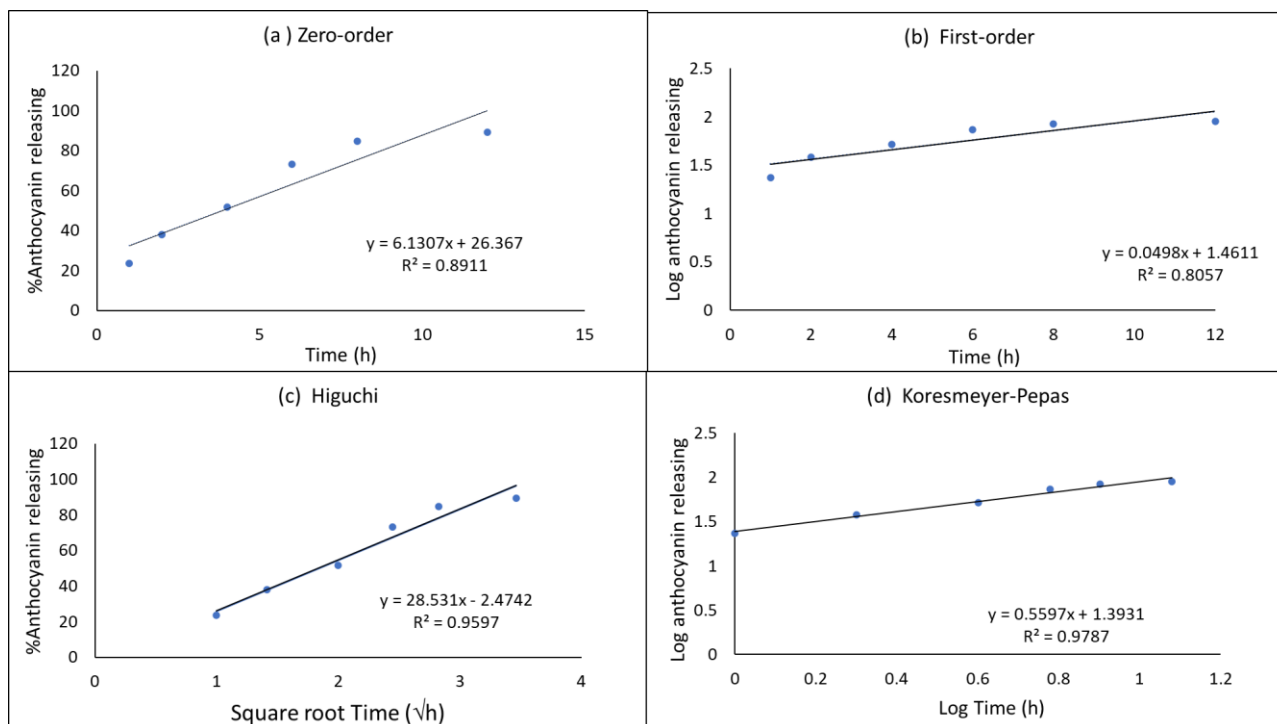 (a ) Zero-order
120
100
80
60
40
20
0
%Anthocyanin releasing
y = 6.1307x + 26.367
R² = 0.8911
0 5 10 15
Time (h)
(b) First-order
2.5
2
1.5
1
0.5
0
Log anthocyanin releasing
y = 0.0498x + 1.4611
R² = 0.8057
0 2 4 6 8 10 12
Time (h)
(c) Higuchi
120
100
80
60
40
20
0
%Anthocyanin releasing
y = 28.531x - 2.4742
R² = 0.9597
0 1 2 3 4
Square root Time (√h)
(d) Koresmeyer-Pepas
2.5
2
1.5
1
0.5
0
Log anthocyanin releasing
y = 0.5597x + 1.3931
R² = 0.9787
0 0.2 0.4 0.6 0.8 1 1.2
Log Time (h)